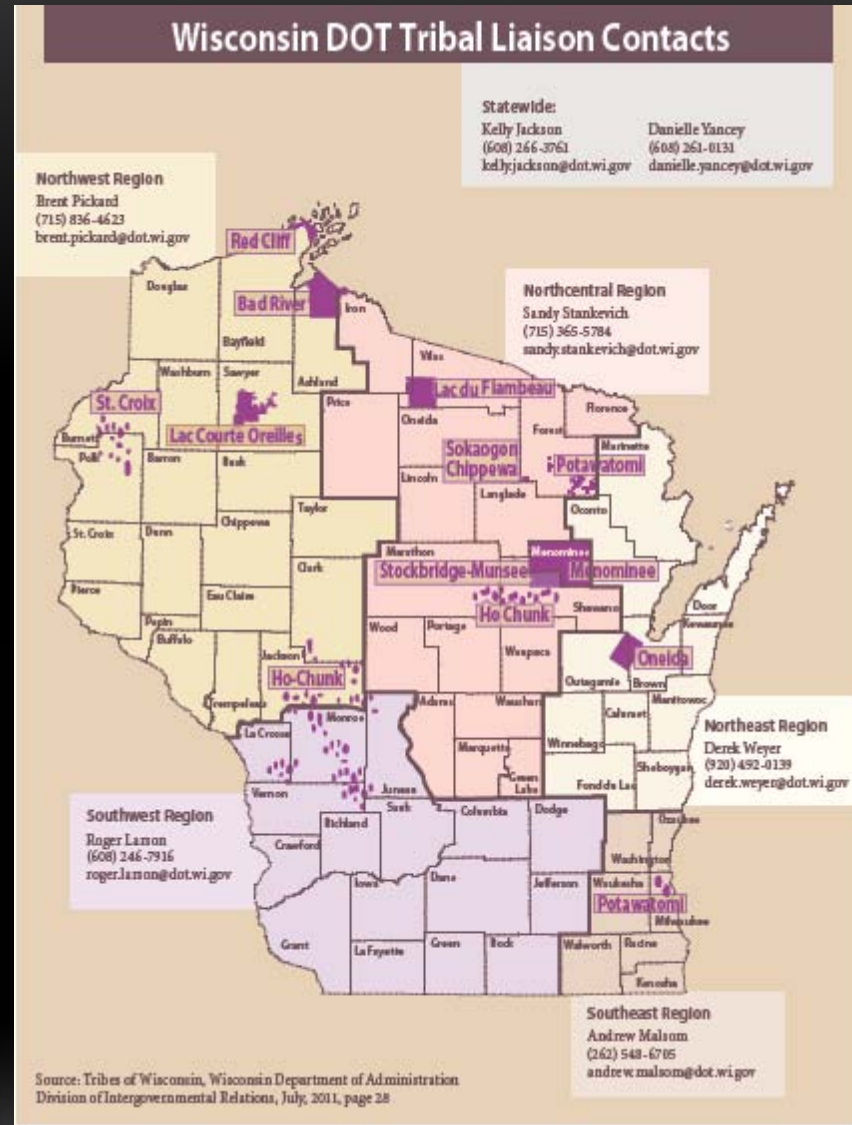 Wisconsin DOT Tribal Liaison Contacts
Statewide:
Kelly Jackson
(608) 266-3761
kelly.jackson@dot.wi.gov
Danielle Yancey
(608) 261-0131
danielle.yancey@dot.wi.gov
Northwest Region
Brent Pickard
(715) 836-4623
brent.pickard@dot.wi.gov
Northcentral Region
Sandy Stankevich
(715) 365-5784
sandy.stankevich@dot.wi.gov
Red Cliff
Douglas
Bad River
Iron
Bayfield
Vilas
Washburn
Sawyer
Ashland
St. Croix
Lac du Flambeau
Price
Florence
Oneida
Burnett
Lac Courte Oreilles
Forest
Marinette
Polk
Barron
Rusk
Sokaogon
Chippewa
Potawatomi
Lincoln
Langlade
Taylor
Oconto
Chippewa
St. Croix
Dunn
Marathon
Menominee
Clark
Stockbridge-Munsee
Menominee
Pierce
Eau Claire
Ho Chunk
Shawano
Door
Pepin
Kewaunee
Buffalo
Wood
Portage
Waupaca
Jackson
Oneida
Outagamie
Brown
Ho-Chunk
Trempealeau
Adams
Waushara
Manitowoc
Calumet
Monroe
La Crosse
Winnebago
Marquette
Sheboygan
Green
Lake
Fond du Lac
Vernon
Juneau
Northeast Region
Derek Weyer
(920) 492-0139
derek.weyer@dot.wi.gov
Southwest Region
Roger Larson
(608) 246-7916
roger.larson@dot.wi.gov
Sauk
Columbia
Dodge
Ozaukee
Richland
Crawford
Washington
Iowa
Dane
Jefferson
Waukesha
Potawatomi
Milwaukee
Grant
La Fayette
Green
Rock
Walworth
Racine
Kenosha
Southeast Region
Andrew Malsom
(262) 548-6705
andrew.malsom@dot.wi.gov
Source: Tribes of Wisconsin, Wisconsin Department of Administration
Division of Intergovernmental Relations, July, 2011, page 28